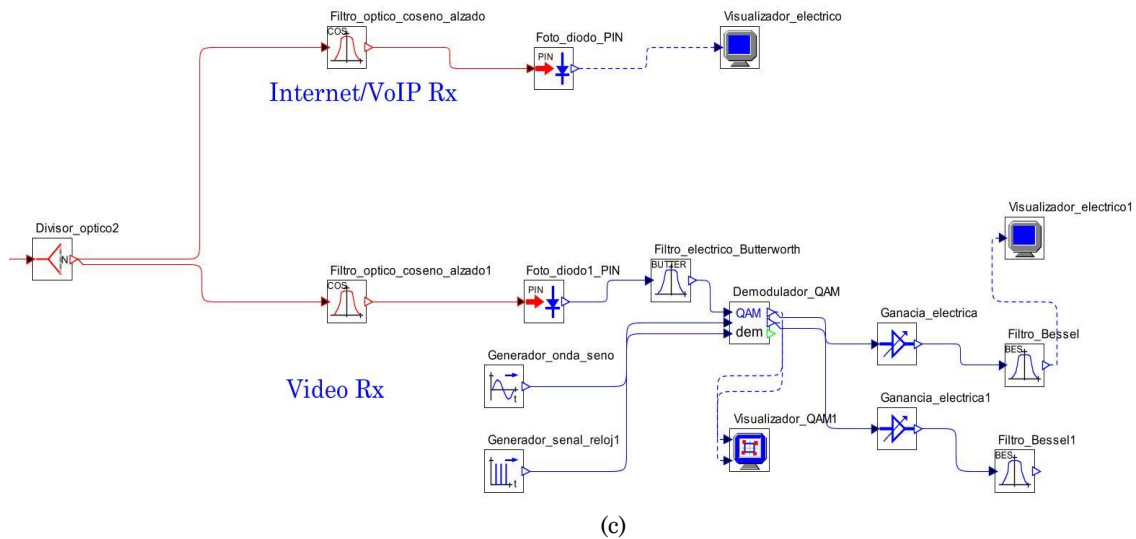 Filtro_optico_coseno_alzado
COS
Foto_diodo_PIN
PIN
Visualizador_electrico
Internet/VoIP Rx
Divisor_optico2
N
Filtro_optico_coseno_alzado1
COS
Foto_diodo1_PIN
PIN
Filtro_electrico_Butterworth
BUTTER
Visualizador_electrico1
Demodulador_QAM
QAM
dem
Ganacia_electrica
Filtro_Bessel
BES
Generador_onda_seno
t
Video Rx
Visualizador_QAM1
Ganancia_electrica1
Generador_senal_reloj1
t
Filtro_Bessel1
BES
(c)